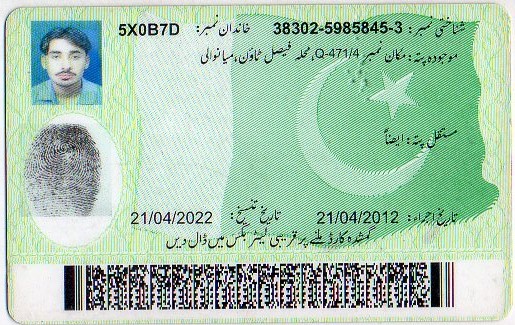 شناختی نمبر: 38302-5985845-3 خاندان نمبر: 5X0B7D
موجودہ پتہ: مکان نمبر Q-471/4، محلہ فیصل ٹاؤن، میانوالی
مستقل پتہ: ایضاً
تاریخ اجراء: 21/04/2012 تاریخ تنسیخ: 21/04/2022
گمشدہ کارڈ ملنے پر قریبی لیٹر بکس میں ڈال دیں